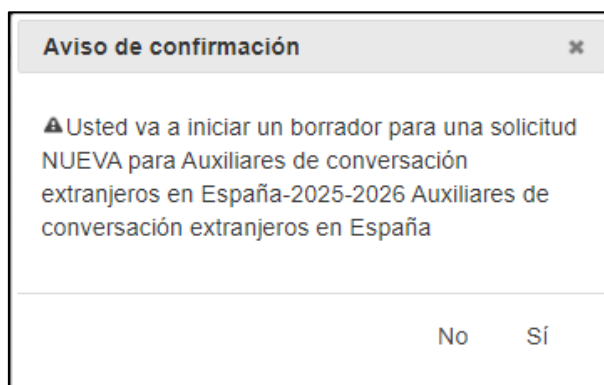 Aviso de confirmación
Usted va a iniciar un borrador para una solicitud
NUEVA para Auxiliares de conversación
extranjeros en España-2025-2026 Auxiliares de
conversación extranjeros en España
No Sí